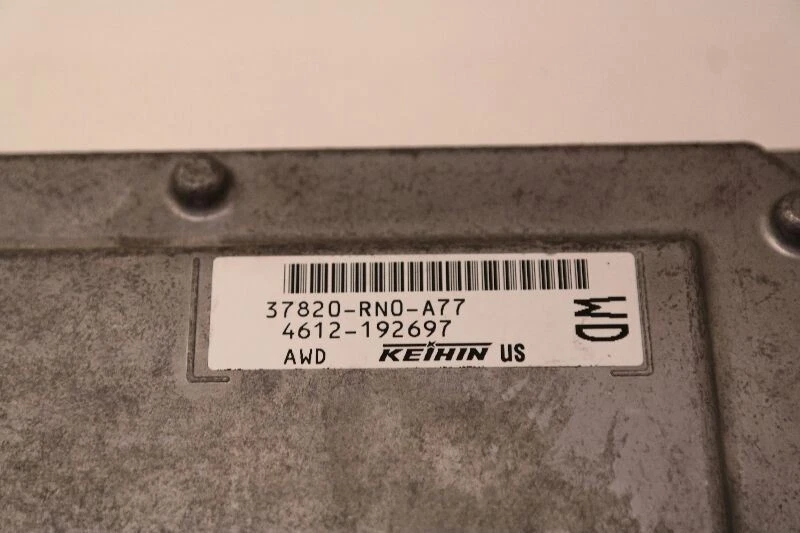 37820-RN0-A77
4612-192697
AWD KEIHIN US
WD